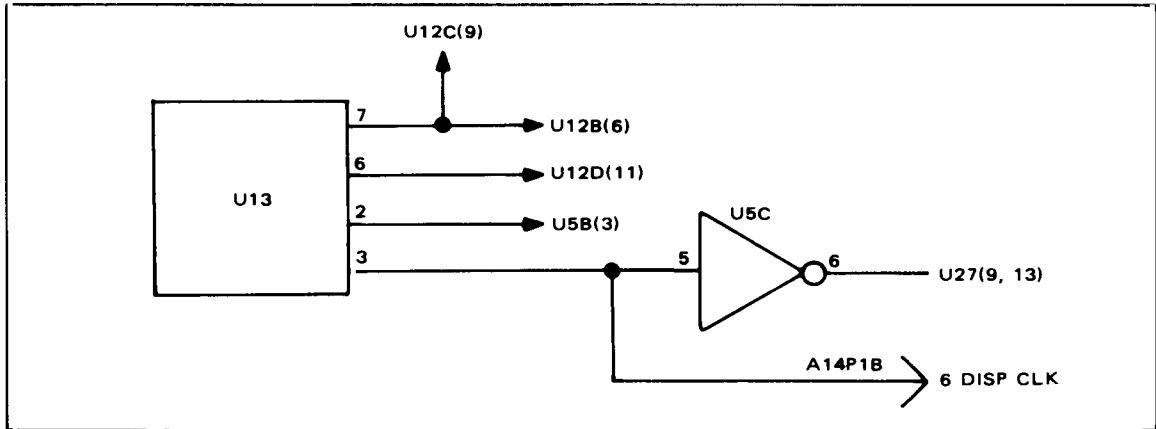 U12C(9)
7
U12B(6)
6
U12D(11)
U13
2
U5B(3)
U5C
3
5
6
U27(9, 13)
A14P1B
6 DISP CLK